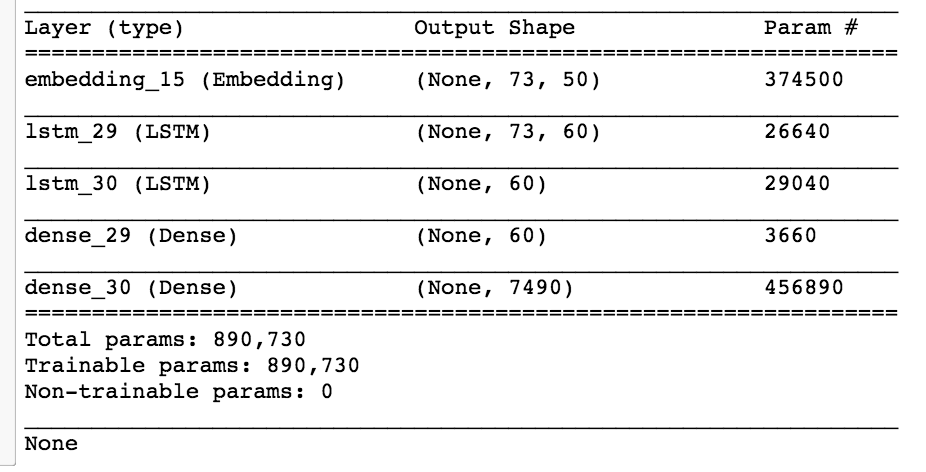 Layer (type) Output Shape Param #
=================================================================
embedding_15 (Embedding) (None, 73, 50) 374500
lstm_29 (LSTM) (None, 73, 60) 26640
lstm_30 (LSTM) (None, 60) 29040
dense_29 (Dense) (None, 60) 3660
dense_30 (Dense) (None, 7490) 456890
=================================================================
Total params: 890,730
Trainable params: 890,730
Non-trainable params: 0
None